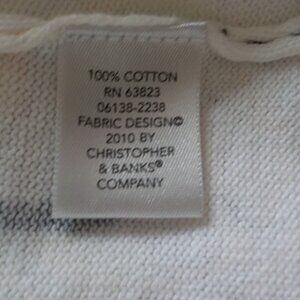 100% COTTON
RN 63823
06138-2238
FABRIC DESIGN©
2010 BY
CHRISTOPHER
& BANKS®
COMPANY